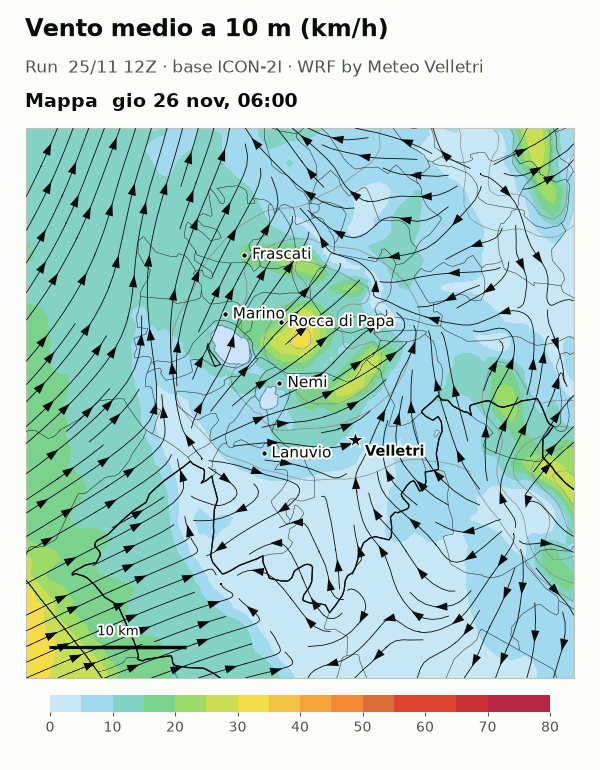 Vento medio a 10 m (km/h)
Run  25/11 12Z · base ICON-2I · WRF by Meteo Velletri
Mappa  gio 26 nov, 06:00
Frascati
Marino
Rocca di Papa
Nemi
Velletri
Lanuvio
10 km
0 10 20 30 40 50 60 70 80